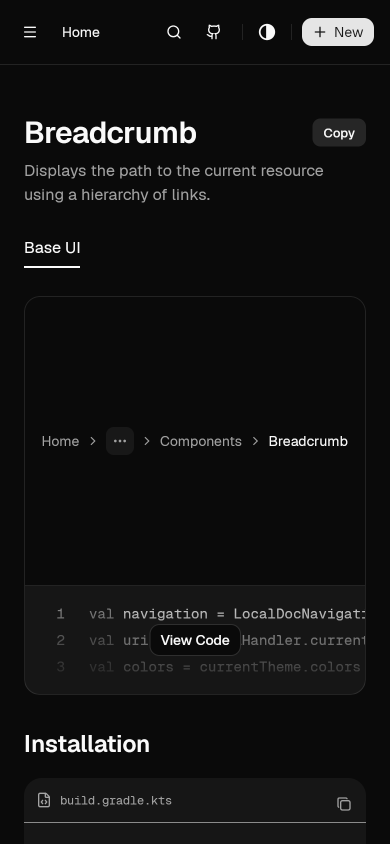 Home
New
Breadcrumb
Copy
Displays the path to the current resource
using a hierarchy of links.
Base UI
Home > ... > Components > Breadcrumb
1 val navigation = LocalDocNavigati
2 val uri Handler.current
View Code
3 val colors = currentTheme.colors
Installation
build.gradle.kts